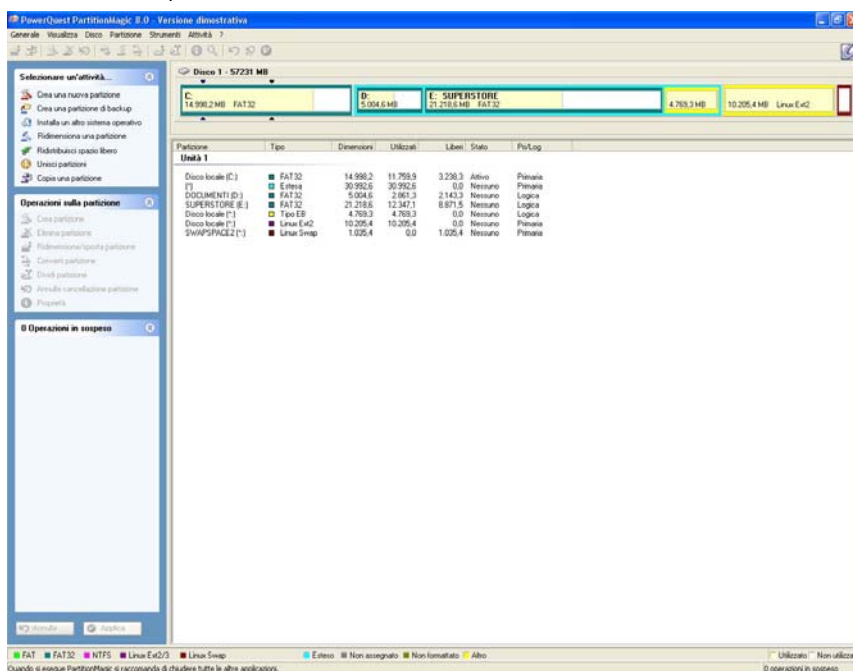 PowerQuest PartitionMagic 8.0 - Versione dimostrativa
Generale Visualizza Disco Partizione Strumenti Attività ?
Selezionare un'attività...
Crea una nuova partizione
Crea una partizione di backup
Installa un altro sistema operativo
Ridimensiona una partizione
Ridistribuisci spazio libero
Unisci partizioni
Copia una partizione
Operazioni sulla partizione
Crea partizione
Elimina partizione
Ridimensiona/sposta partizione
Converti partizione
Dividi partizione
Annulla cancellazione partizione
Proprietà
0 Operazioni in sospeso
Annulla Applica
Disco 1 - 57231 MB
C: D: E: SUPERSTORE
14.998,2 MB FAT32 5.004,6 MB 21.218,6 MB FAT32 4.769,3 MB 10.205,4 MB Linux Ext2
Partizione Tipo Dimensioni Utilizzati Liberi Stato Pri/Log
Unità 1
Disco locale (C:) FAT32 14.998,2 11.759,9 3.238,3 Attivo Primaria
(*) Estesa 30.992,6 30.992,6 0,0 Nessuno Primaria
DOCUMENTI (D:) FAT32 5.004,6 2.861,3 2.143,3 Nessuno Logica
SUPERSTORE (E:) FAT32 21.218,6 12.347,1 8.871,5 Nessuno Logica
Disco locale (*:) Tipo EB 4.769,3 4.769,3 0,0 Nessuno Primaria
Disco locale (*:) Linux Ext2 10.205,4 10.205,4 0,0 Nessuno Primaria
SWAPSPACE2 (*:) Linux Swap 1.035,4 0,0 1.035,4 Nessuno Primaria
FAT FAT32 NTFS Linux Ext2/3 Linux Swap Esteso Non assegnato Non formattato Altro Utilizzato Non utilizza
Quando si esegue PartitionMagic si raccomanda di chiudere tutte le altre applicazioni. 0 operazioni in sospeso